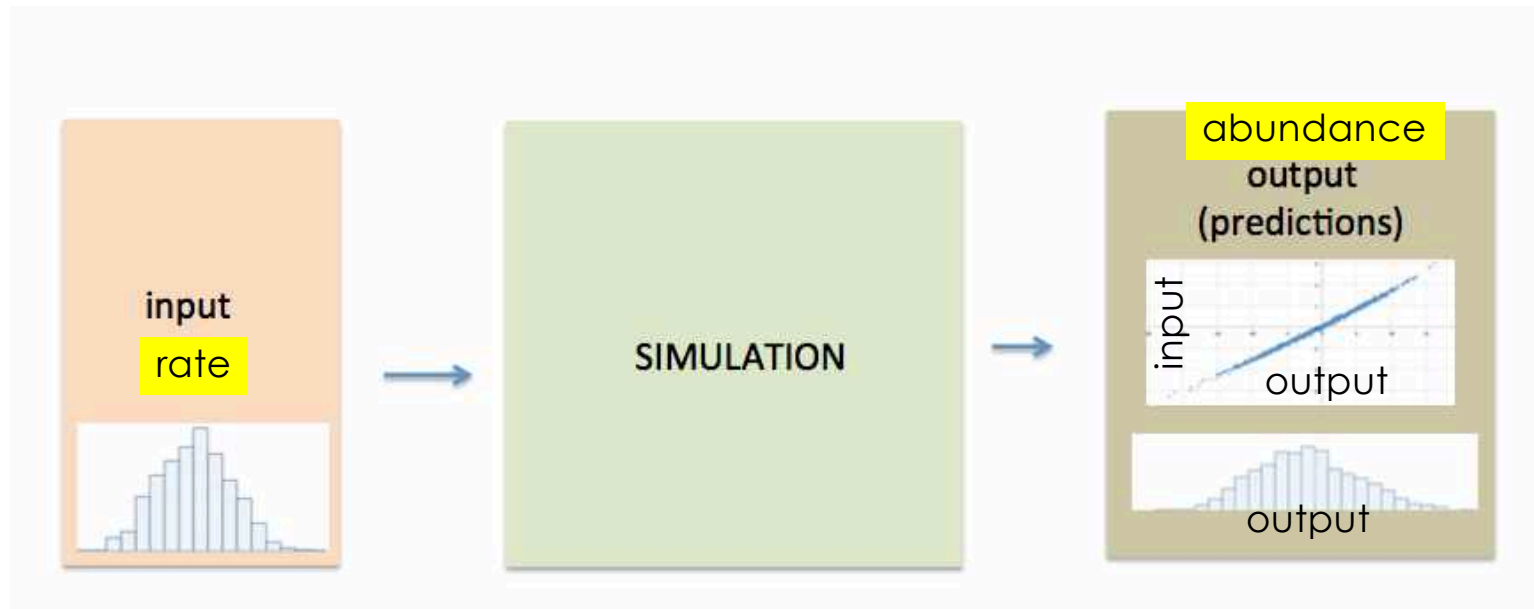 input
rate
SIMULATION
abundance
output
(predictions)
input
output
output